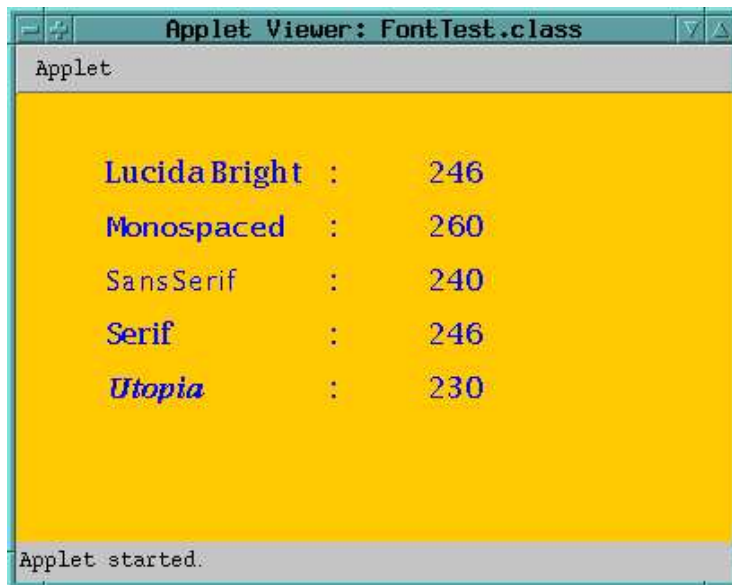 Applet Viewer: FontTest.class
Applet
Lucida Bright : 246
Monospaced : 260
SansSerif : 240
Serif : 246
Utopia : 230
Applet started.